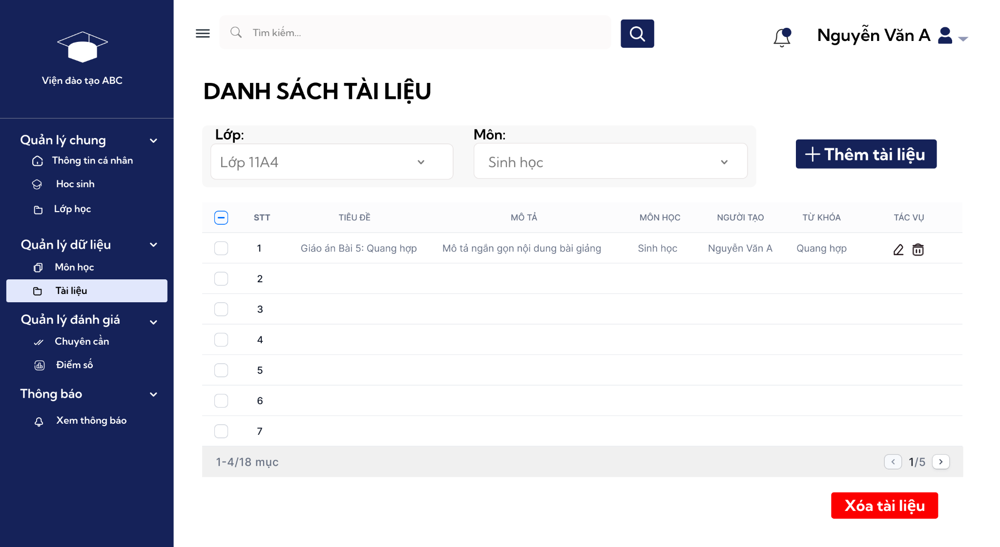 Viện đào tạo ABC
Quản lý chung
Thông tin cá nhân
Hoc sinh
Lớp học
Quản lý dữ liệu
Môn học
Tài liệu
Quản lý đánh giá
Chuyên cần
Điểm số
Thông báo
Xem thông báo
Tìm kiếm...
Nguyễn Văn A
DANH SÁCH TÀI LIỆU
Lớp: Môn:
Lớp 11A4 Sinh học
Thêm tài liệu
STT TIÊU ĐỀ MÔ TẢ MÔN HỌC NGƯỜI TẠO TỪ KHÓA TÁC VỤ
1 Giáo án Bài 5: Quang hợp Mô tả ngắn gọn nội dung bài giảng Sinh học Nguyễn Văn A Quang hợp
2
3
4
5
6
7
1-4/18 mục 1/5
Xóa tài liệu